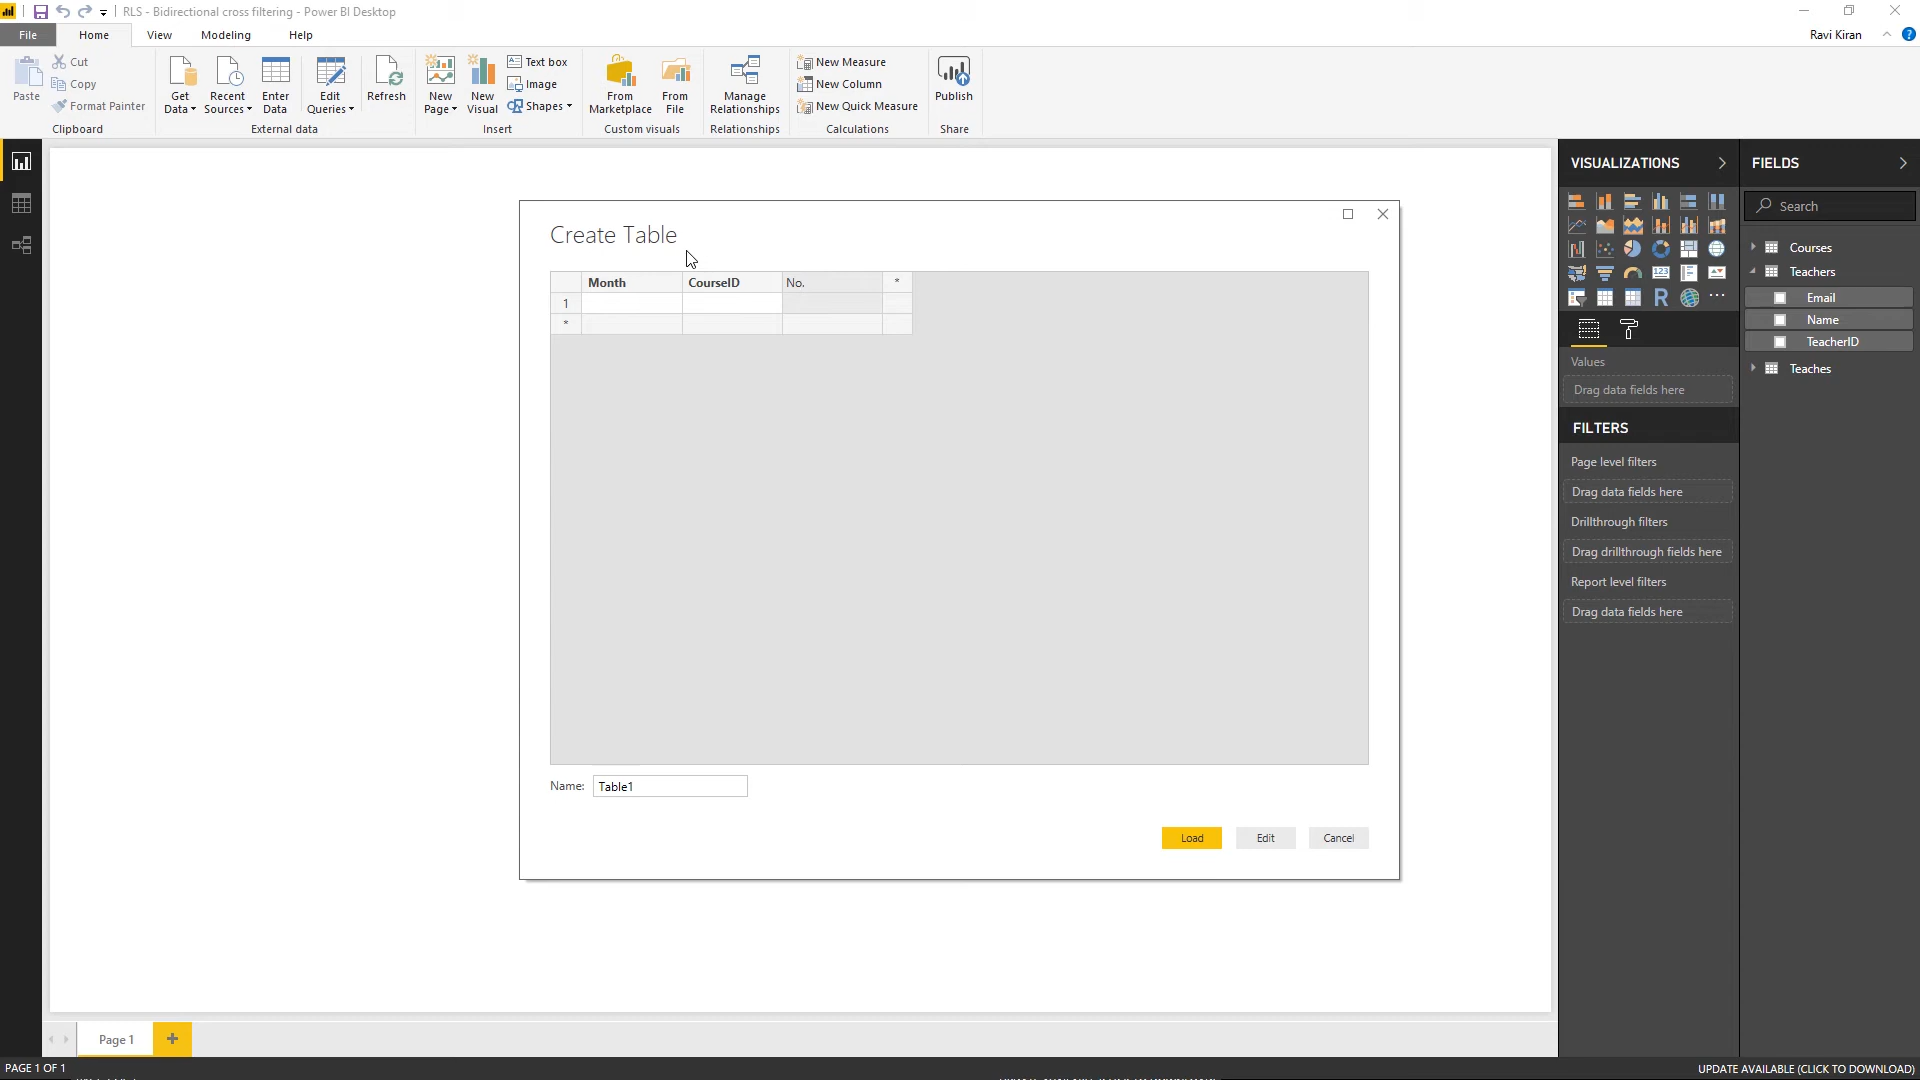 RLS - Bidirectional cross filtering - Power BI Desktop
File
Home
View
Modeling
Help
Ravi Kiran
?
Paste
Cut
Copy
Format Painter
Clipboard
Get Data
Recent Sources
Enter Data
Edit Queries
Refresh
External data
New Page
New Visual
Text box
Image
Shapes
Insert
From Marketplace
From File
Custom visuals
Manage Relationships
Relationships
New Measure
New Column
New Quick Measure
Calculations
Publish
Share
Create Table
Month CourseID No. *
1
*
Name: Table1
Load
Edit
Cancel
VISUALIZATIONS
123
R
...
Values
Drag data fields here
FILTERS
Page level filters
Drag data fields here
Drillthrough filters
Drag drillthrough fields here
Report level filters
Drag data fields here
FIELDS
Search
Courses
Teachers
Email
Name
TeacherID
Teaches
Page 1
+
PAGE 1 OF 1
UPDATE AVAILABLE (CLICK TO DOWNLOAD)